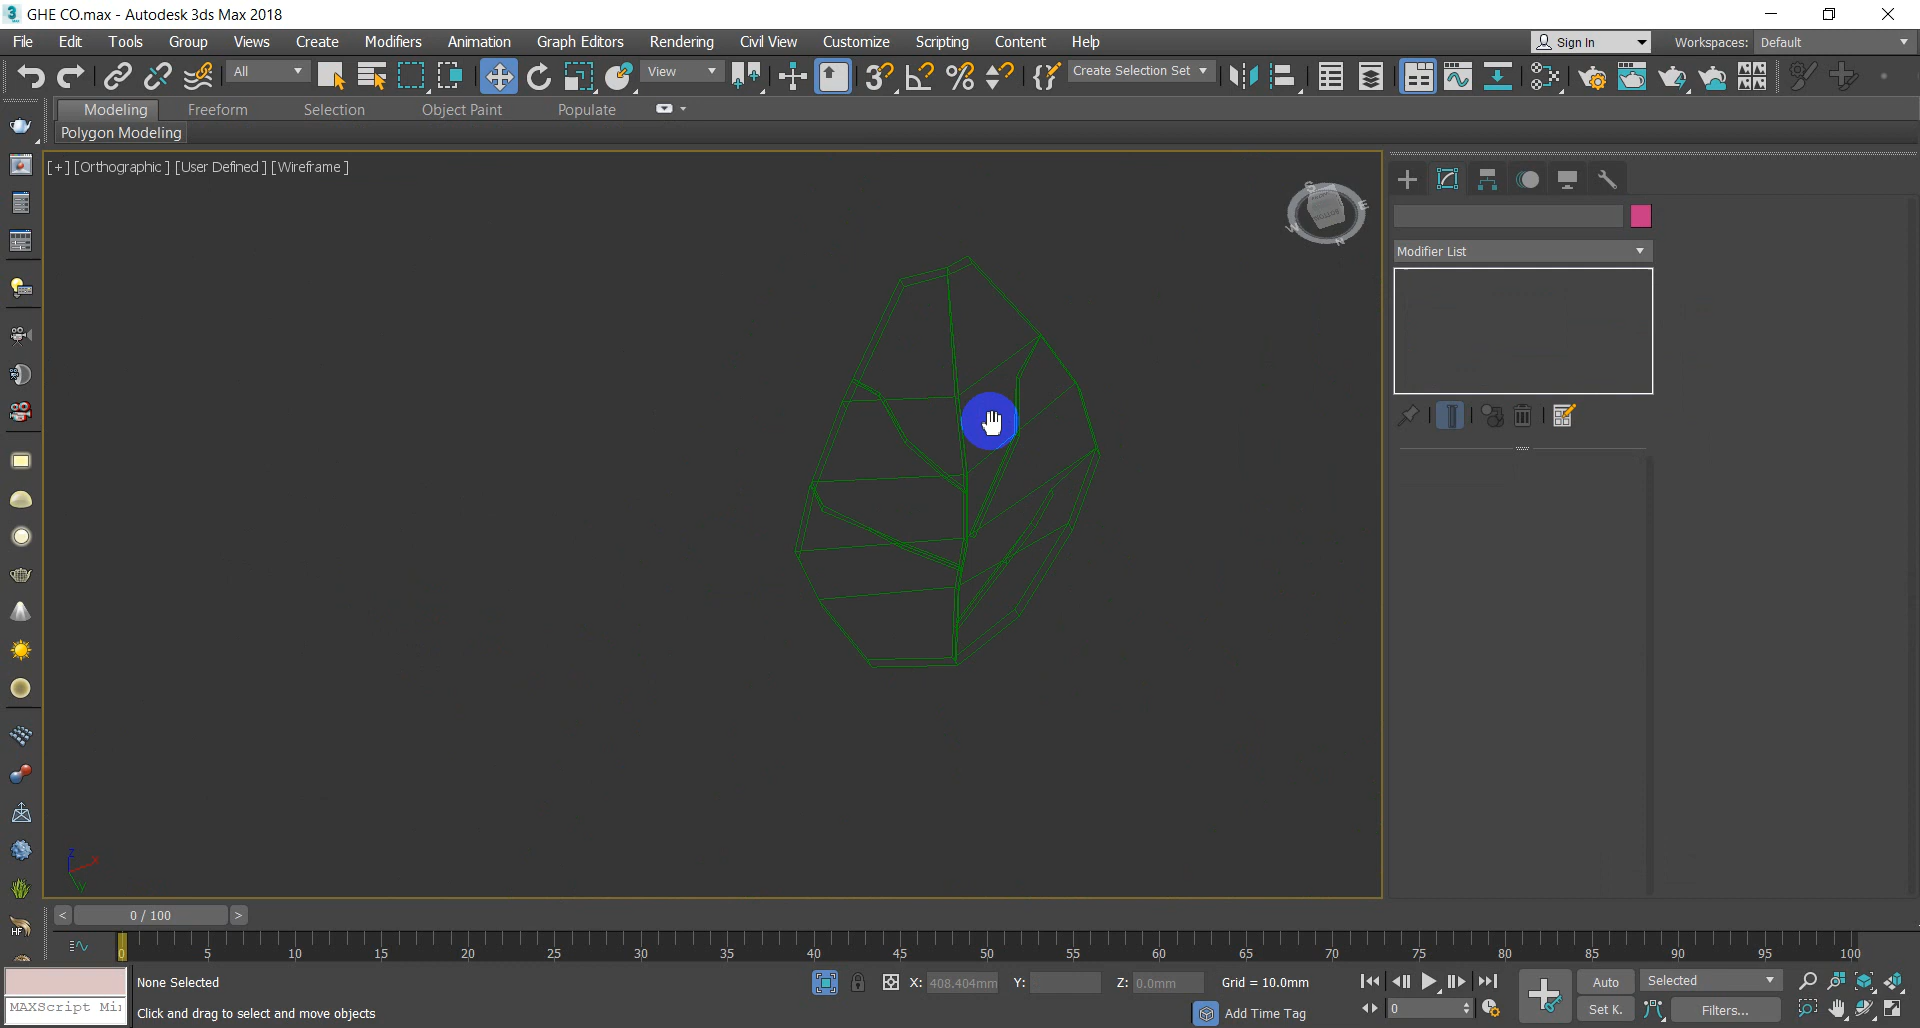 GHE CO.max - Autodesk 3ds Max 2018
File Edit Tools Group Views Create Modifiers Animation Graph Editors Rendering Civil View Customize Scripting Content Help
Sign In Workspaces: Default
All View Create Selection Set
Modeling Freeform Selection Object Paint Populate
Polygon Modeling
[+] [Orthographic ] [User Defined ] [Wireframe ]
S
E
W
N
BOTTOM
Modifier List
Z
X
Y
HF
< 0 / 100 >
0 5 10 15 20 25 30 35 40 45 50 55 60 65 70 75 80 85 90 95 100
None Selected X: 408.404mm Y: Z: 0.0mm Grid = 10.0mm Auto Selected
MAXScript Mi Click and drag to select and move objects Add Time Tag 0 Set K. Filters...